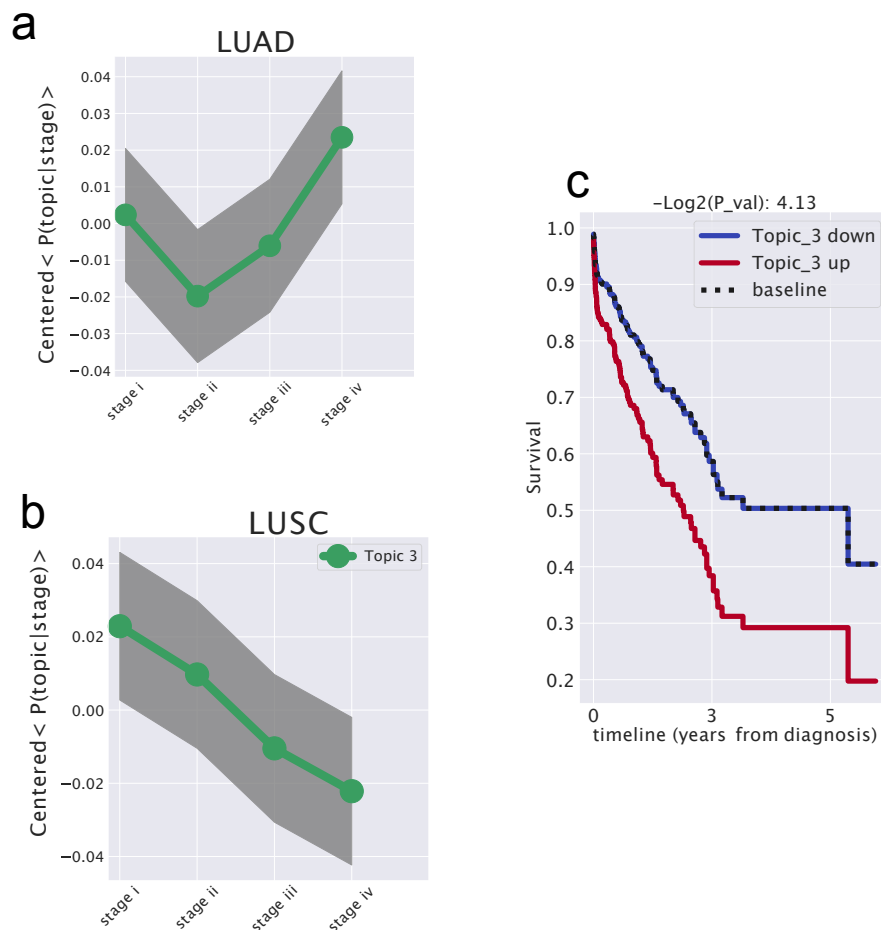 a
LUAD
Centered< P(topic|stage)>
0.04
0.03
0.02
0.01
0.00
−0.01
−0.02
−0.03
−0.04
stage i
stage ii
stage iii
stage iv
b
LUSC
Topic 3
Centered< P(topic|stage)>
0.04
0.02
0.00
−0.02
−0.04
stage i
stage ii
stage iii
stage iv
c
-Log2(P_val): 4.13
Topic_3 down
Topic_3 up
baseline
Survival
1.0
0.9
0.8
0.7
0.6
0.5
0.4
0.3
0.2
0
3
5
timeline (years from diagnosis)